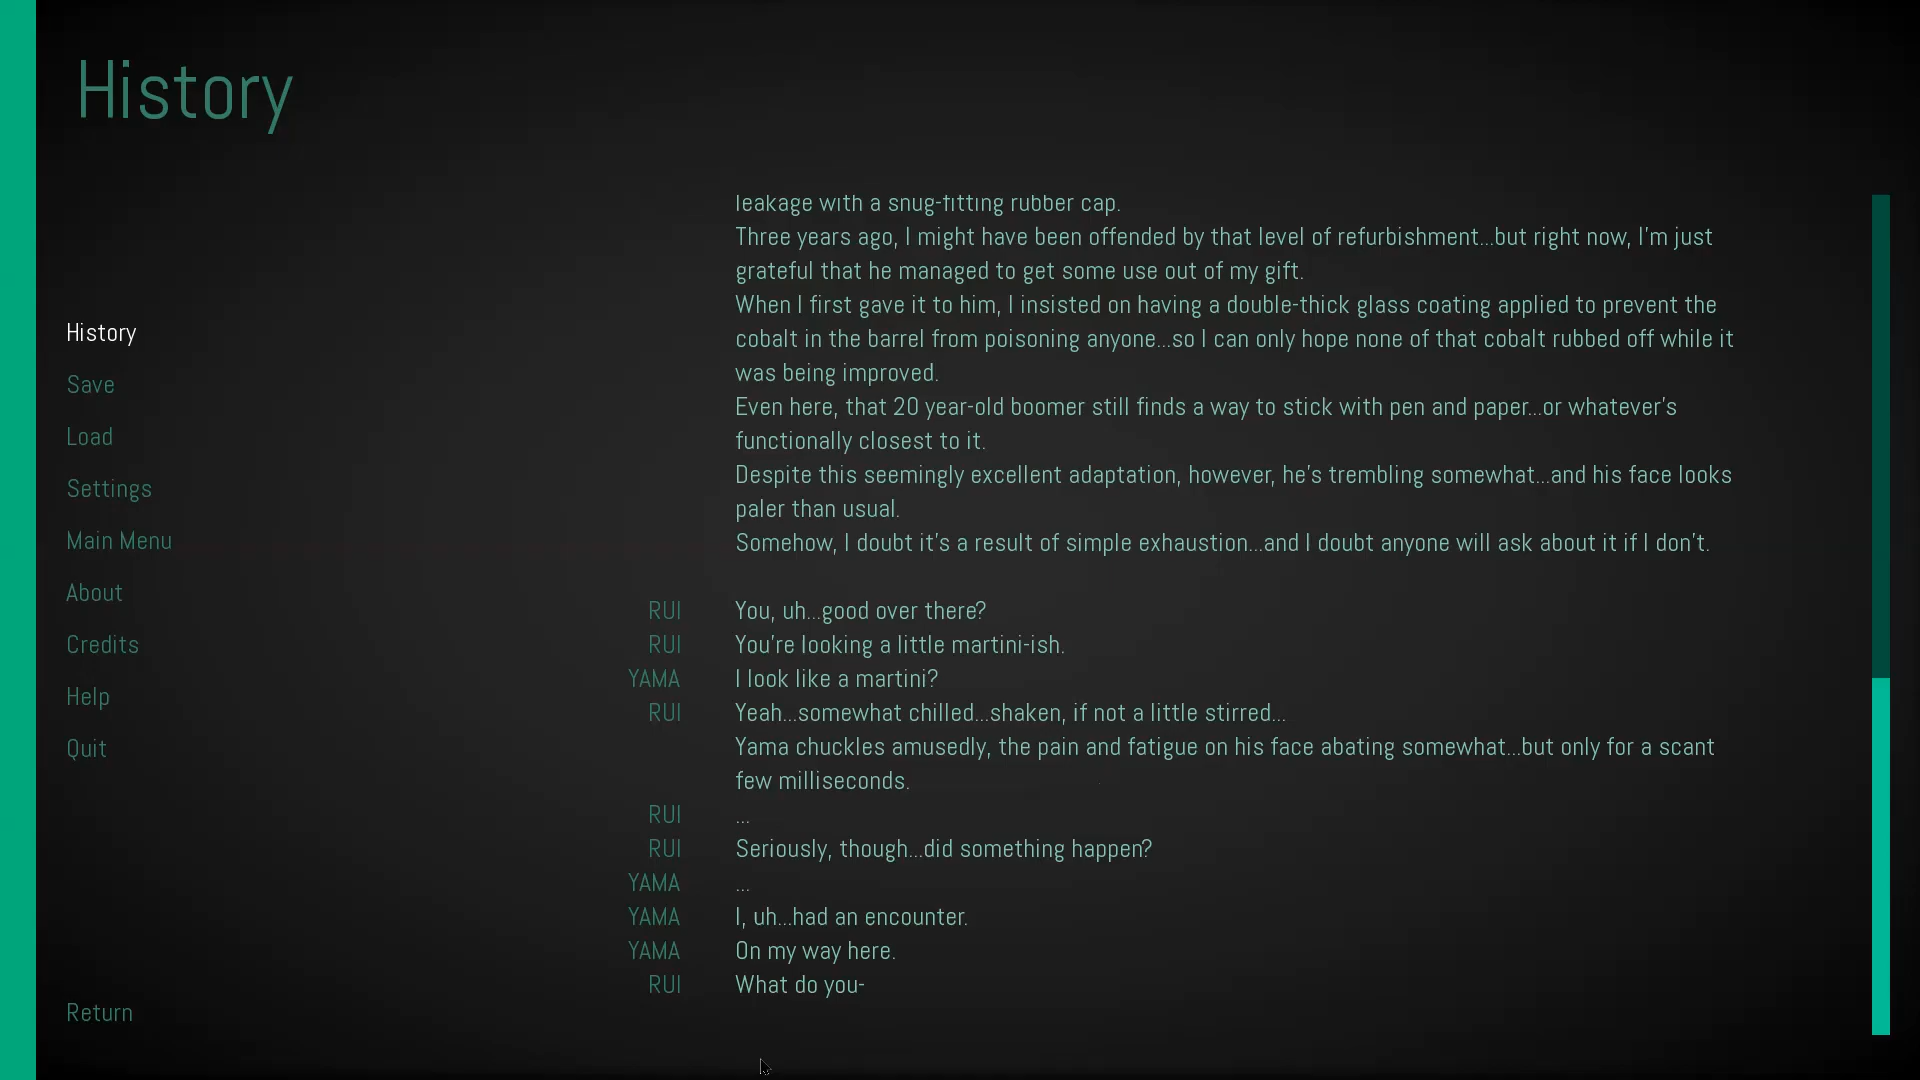 History
leakage with a snug-fitting rubber cap.
Three years ago, I might have been offended by that level of refurbishment...but right now, I'm just
grateful that he managed to get some use out of my gift.
When I first gave it to him, I insisted on having a double-thick glass coating applied to prevent the
cobalt in the barrel from poisoning anyone...so I can only hope none of that cobalt rubbed off while it
was being improved.
Even here, that 20 year-old boomer still finds a way to stick with pen and paper...or whatever's
functionally closest to it.
Despite this seemingly excellent adaptation, however, he's trembling somewhat...and his face looks
paler than usual.
Somehow, I doubt it's a result of simple exhaustion...and I doubt anyone will ask about it if I don't.
RUI You, uh...good over there?
RUI You're looking a little martini-ish.
YAMA I look like a martini?
RUI Yeah...somewhat chilled...shaken, if not a little stirred...
Yama chuckles amusedly, the pain and fatigue on his face abating somewhat...but only for a scant
few milliseconds.
RUI ...
RUI Seriously, though...did something happen?
YAMA ...
YAMA I, uh...had an encounter.
YAMA On my way here.
RUI What do you-
History
Save
Load
Settings
Main Menu
About
Credits
Help
Quit
Return